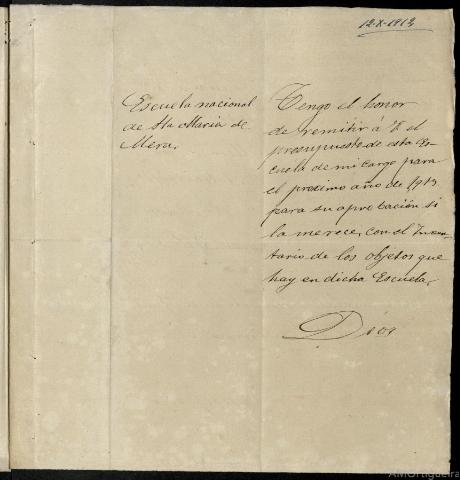 12-X-1912
Escuela nacional
de Sta Maria de
Mera.
Tengo el honor
de remitir á V. el
presupuesto de esta Es-
cuela de mi cargo para
el proximo año de 1913
para su aprobación si
la merece, con el Inven-
tario de los objetos que
hay en dicha Escuela.
Dios
AMOrtigueira